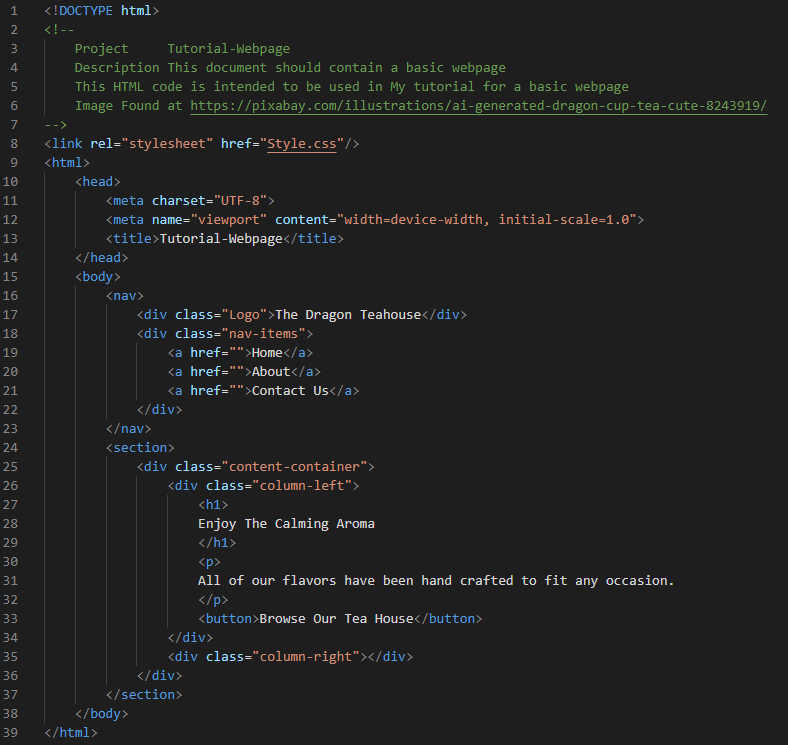 1 <!DOCTYPE html>
2 <!--
3 Project     Tutorial-Webpage
4 Description This document should contain a basic webpage
5 This HTML code is intended to be used in My tutorial for a basic webpage
6 Image Found at https://pixabay.com/illustrations/ai-generated-dragon-cup-tea-cute-8243919/
7 -->
8 <link rel="stylesheet" href="Style.css"/>
9 <html>
10     <head>
11         <meta charset="UTF-8">
12         <meta name="viewport" content="width=device-width, initial-scale=1.0">
13         <title>Tutorial-Webpage</title>
14     </head>
15     <body>
16         <nav>
17             <div class="Logo">The Dragon Teahouse</div>
18             <div class="nav-items">
19                 <a href="">Home</a>
20                 <a href="">About</a>
21                 <a href="">Contact Us</a>
22             </div>
23         </nav>
24         <section>
25             <div class="content-container">
26                 <div class="column-left">
27                     <h1>
28                     Enjoy The Calming Aroma
29                     </h1>
30                     <p>
31                     All of our flavors have been hand crafted to fit any occasion.
32                     </p>
33                     <button>Browse Our Tea House</button>
34                 </div>
35                 <div class="column-right"></div>
36             </div>
37         </section>
38     </body>
39 </html>